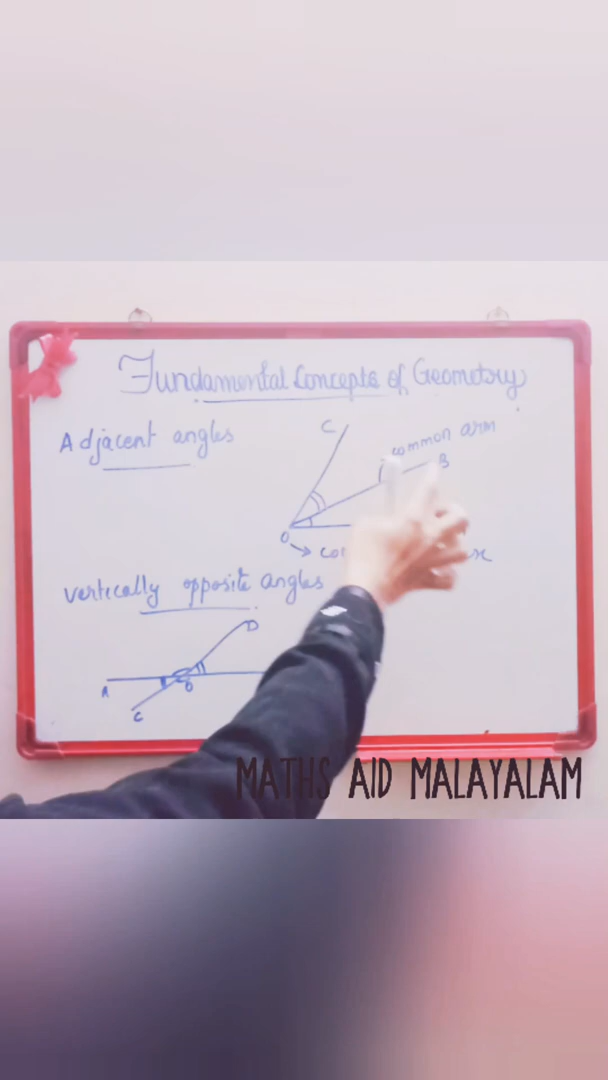 Fundamental Concepts of Geometry
Adjacent angles
C
common arm
B
O
vertically opposite angles
D
A
O
C
MATHS AID MALAYALAM